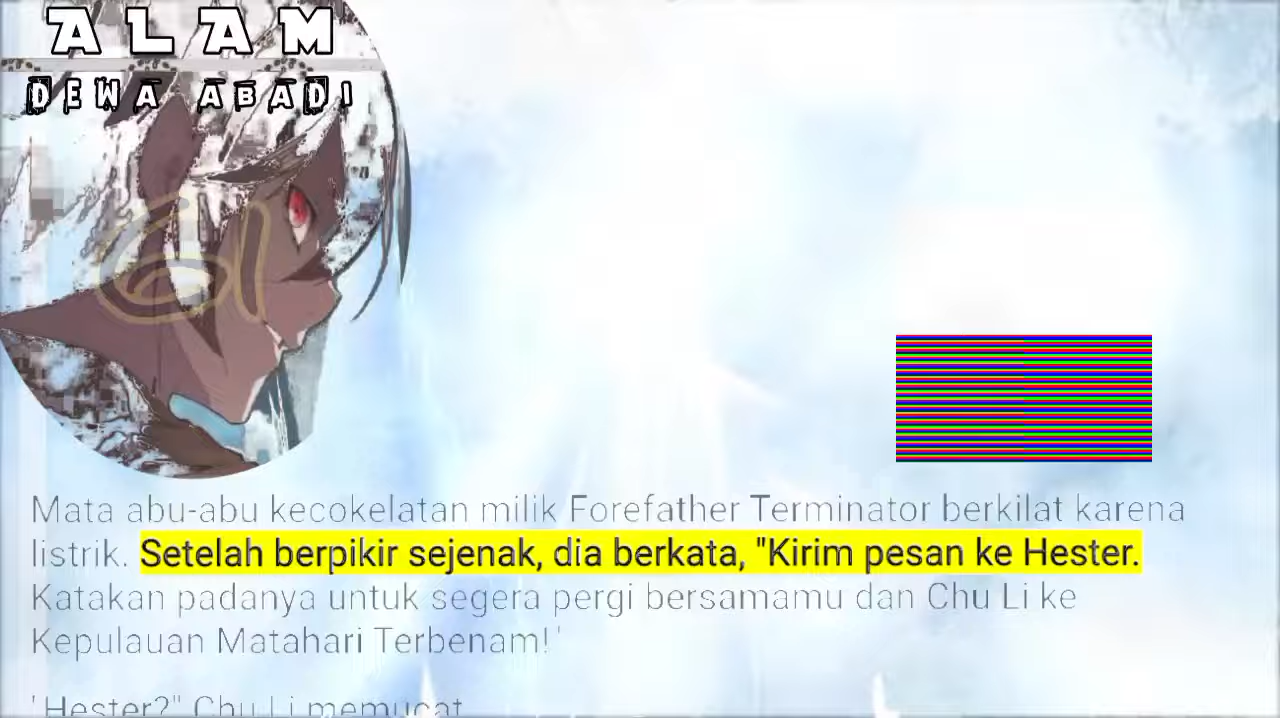 ALAM
DEWA ABADI
Mata abu-abu kecokelatan milik Forefather Terminator berkilat karena
listrik. Setelah berpikir sejenak, dia berkata, "Kirim pesan ke Hester.
Katakan padanya untuk segera pergi bersamamu dan Chu Li ke
Kepulauan Matahari Terbenam!'
'Hester?" Chu Li memucat